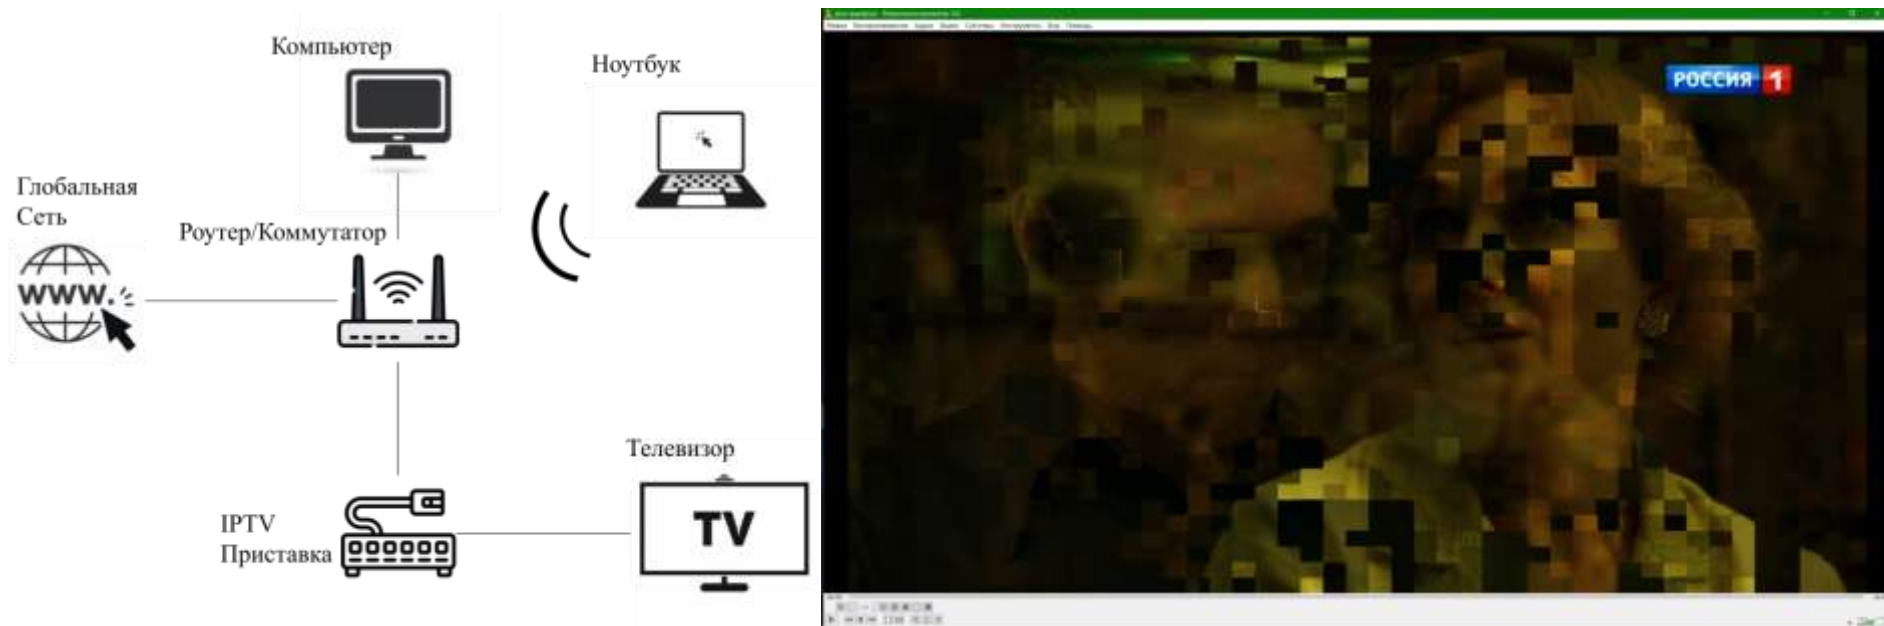 Компьютер
Ноутбук
Глобальная
Сеть
WWW.
Роутер/Коммутатор
Телевизор
TV
IPTV
Приставка
РОССИЯ 1